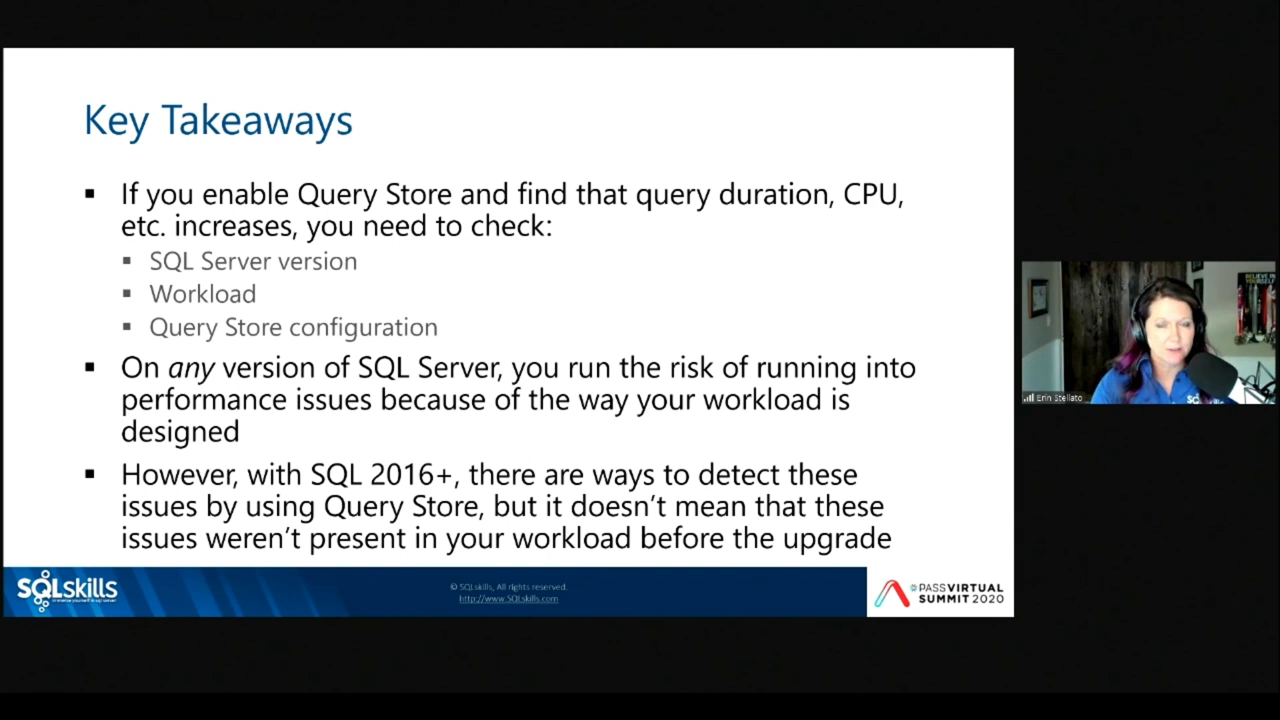 Key Takeaways
▪ If you enable Query Store and find that query duration, CPU,
etc. increases, you need to check:
▪ SQL Server version
▪ Workload
▪ Query Store configuration
▪ On any version of SQL Server, you run the risk of running into
performance issues because of the way your workload is
designed
▪ However, with SQL 2016+, there are ways to detect these
issues by using Query Store, but it doesn't mean that these
issues weren't present in your workload before the upgrade
SQLskills
© SQLskills, All rights reserved.
http://www.SQLskills.com
PASS VIRTUAL
SUMMIT 2020
BELIEVE IN
YOURSELF
Erin Stellato